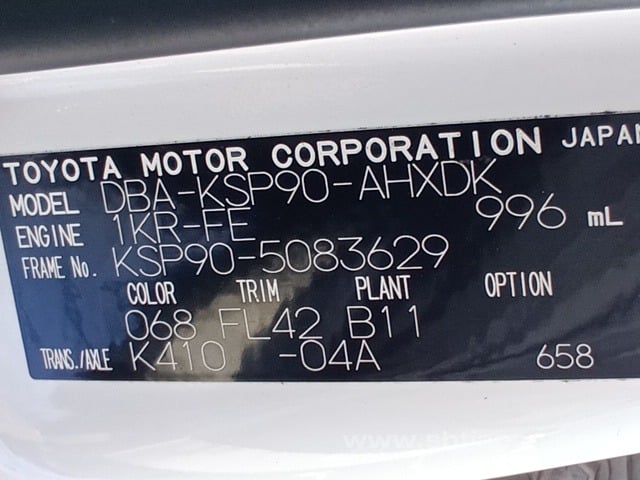 TOYOTA MOTOR CORPORATION JAPAN
MODEL DBA-KSP90-AHXDK
ENGINE 1KR-FE 996 mL
FRAME No. KSP90-5083629
COLOR TRIM PLANT OPTION
068 FL42 B11
TRANS./AXLE K410 -04A 658